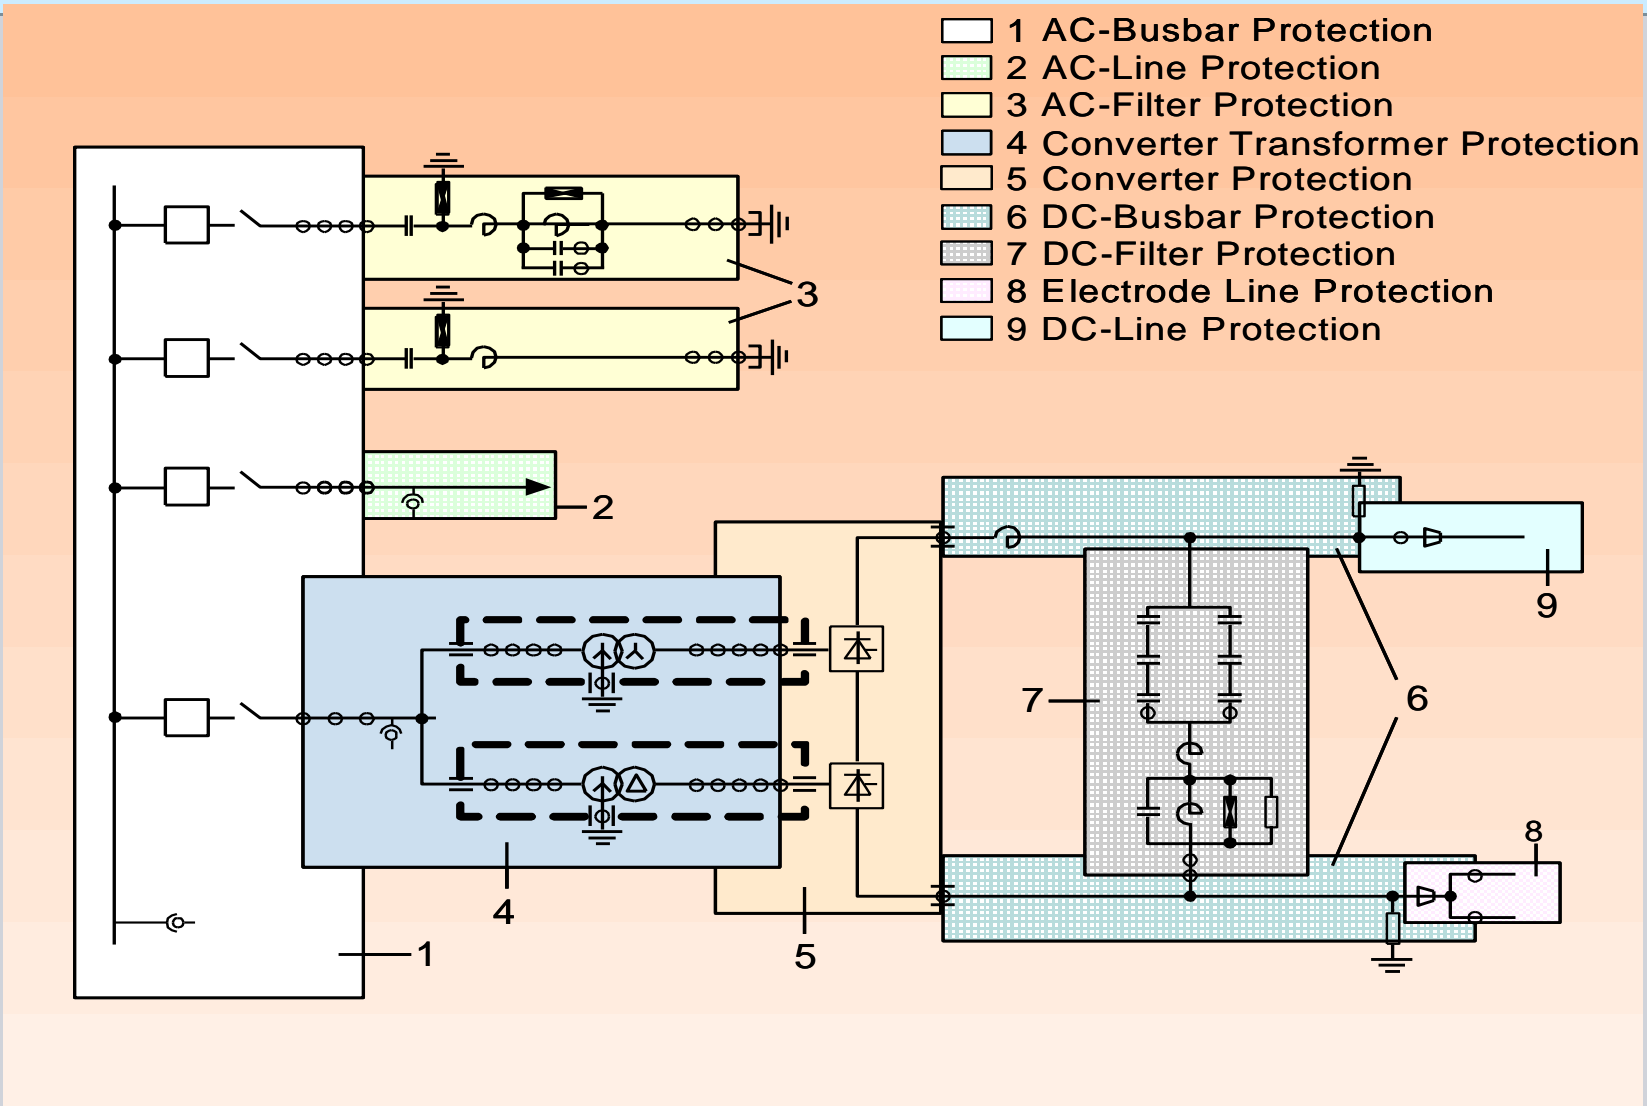 1 AC-Busbar Protection
2 AC-Line Protection
3 AC-Filter Protection
4 Converter Transformer Protection
5 Converter Protection
6 DC-Busbar Protection
7 DC-Filter Protection
8 Electrode Line Protection
9 DC-Line Protection
3
2
9
7
6
8
4
1
5